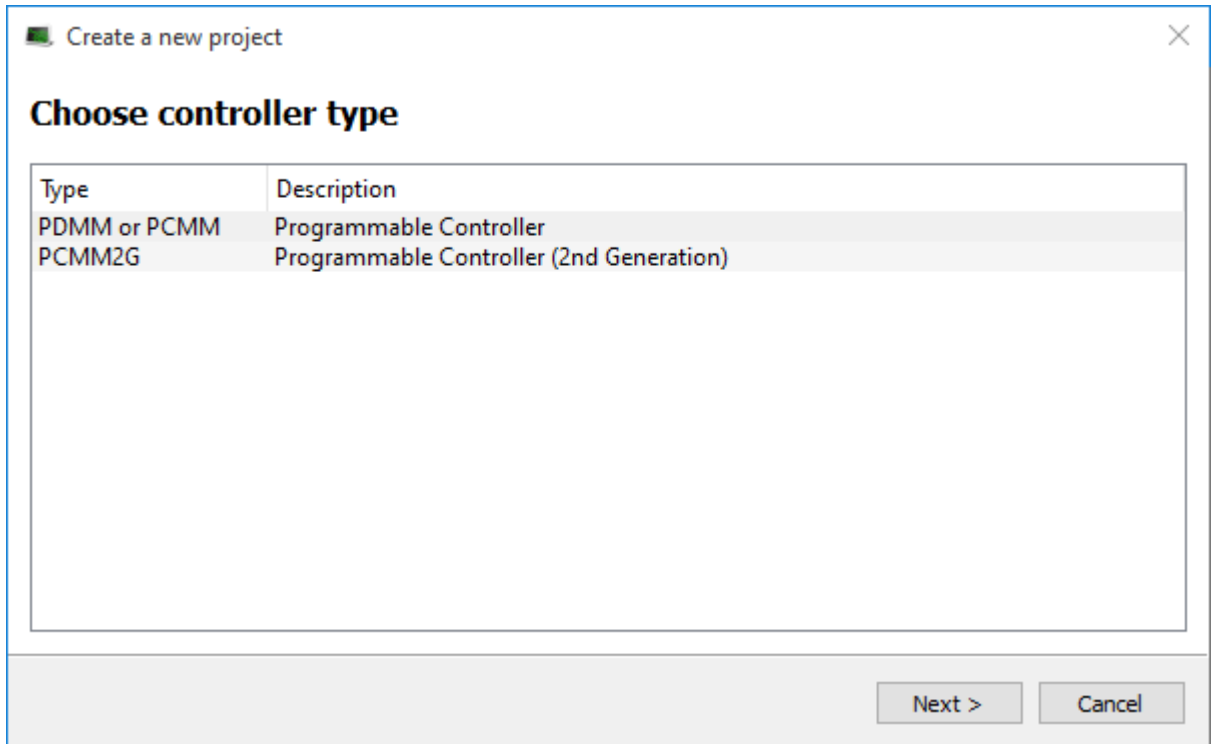 Create a new project
Choose controller type
Type Description
PDMM or PCMM Programmable Controller
PCMM2G Programmable Controller (2nd Generation)
Next > Cancel